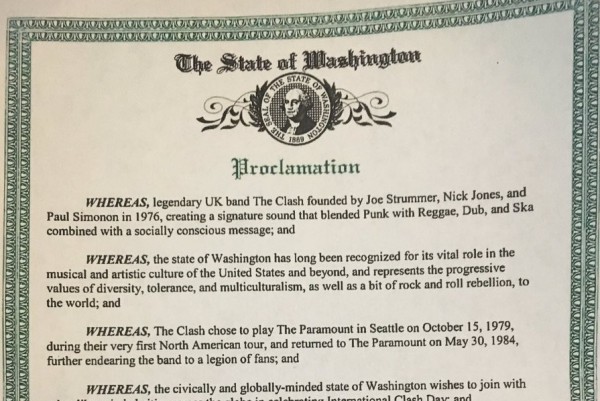 The State of Washington
THE SEAL OF THE STATE OF WASHINGTON
1889
Proclamation
WHEREAS, legendary UK band The Clash founded by Joe Strummer, Nick Jones, and
Paul Simonon in 1976, creating a signature sound that blended Punk with Reggae, Dub, and Ska
combined with a socially conscious message; and
WHEREAS, the state of Washington has long been recognized for its vital role in the
musical and artistic culture of the United States and beyond, and represents the progressive
values of diversity, tolerance, and multiculturalism, as well as a bit of rock and roll rebellion, to
the world; and
WHEREAS, The Clash chose to play The Paramount in Seattle on October 15, 1979,
during their very first North American tour, and returned to The Paramount on May 30, 1984,
further endearing the band to a legion of fans; and
WHEREAS, the civically and globally-minded state of Washington wishes to join with
celebrating International Clash Day; and